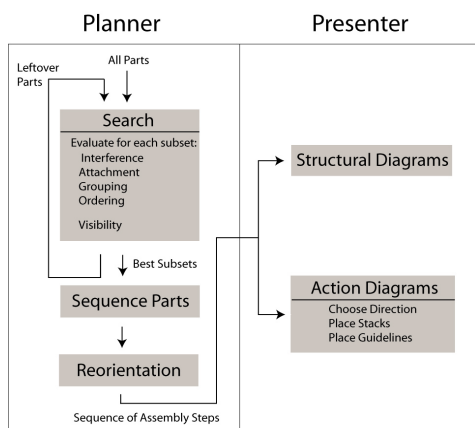 Planner
Presenter
All Parts
Leftover
Parts
Search
Evaluate for each subset:
Interference
Attachment
Grouping
Ordering
Visibility
Best Subsets
Sequence Parts
Reorientation
Sequence of Assembly Steps
Structural Diagrams
Action Diagrams
Choose Direction
Place Stacks
Place Guidelines